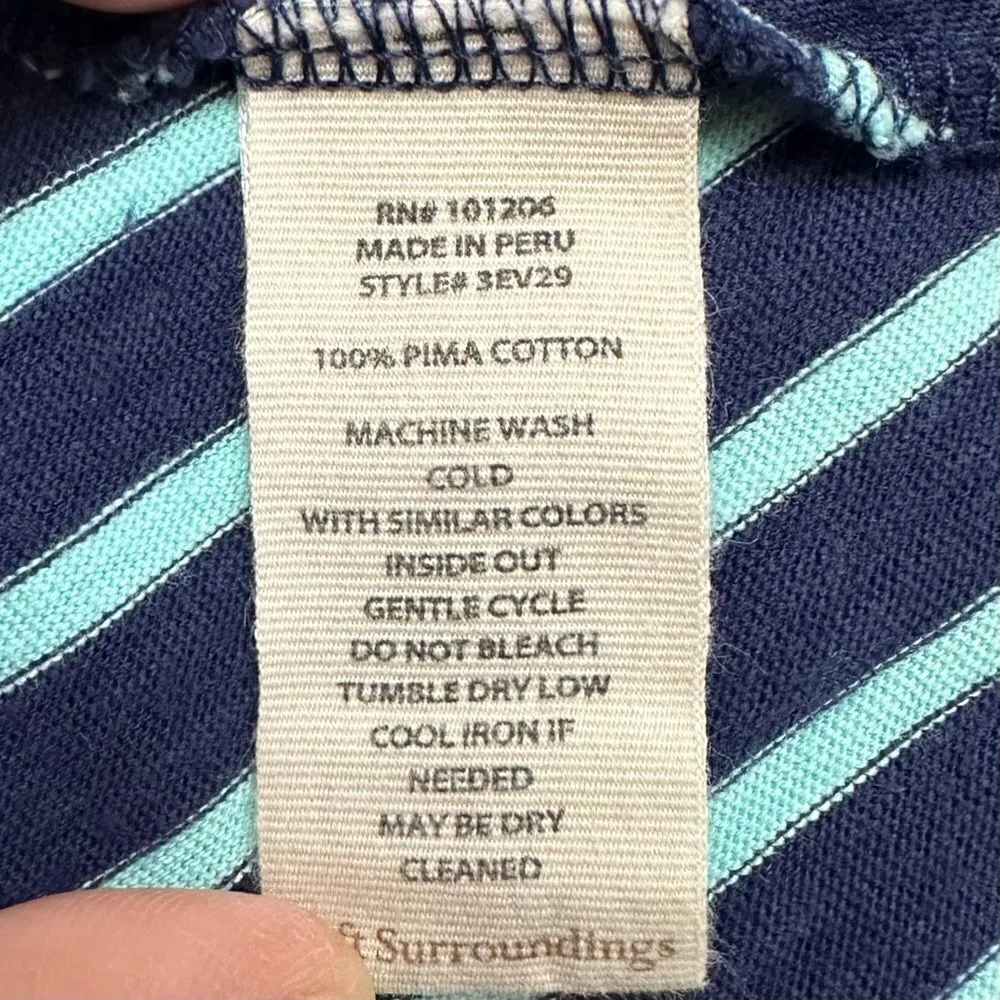 RN# 101206
MADE IN PERU
STYLE# 3EV29
100% PIMA COTTON
MACHINE WASH
COLD
WITH SIMILAR COLORS
INSIDE OUT
GENTLE CYCLE
DO NOT BLEACH
TUMBLE DRY LOW
COOL IRON IF
NEEDED
MAY BE DRY
CLEANED
ft Surroundings